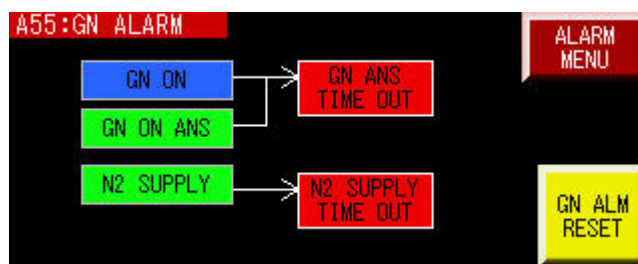 A55:GN ALARM
ALARM
MENU
GN ON
GN ANS
TIME OUT
GN ON ANS
N2 SUPPLY
N2 SUPPLY
TIME OUT
GN ALM
RESET